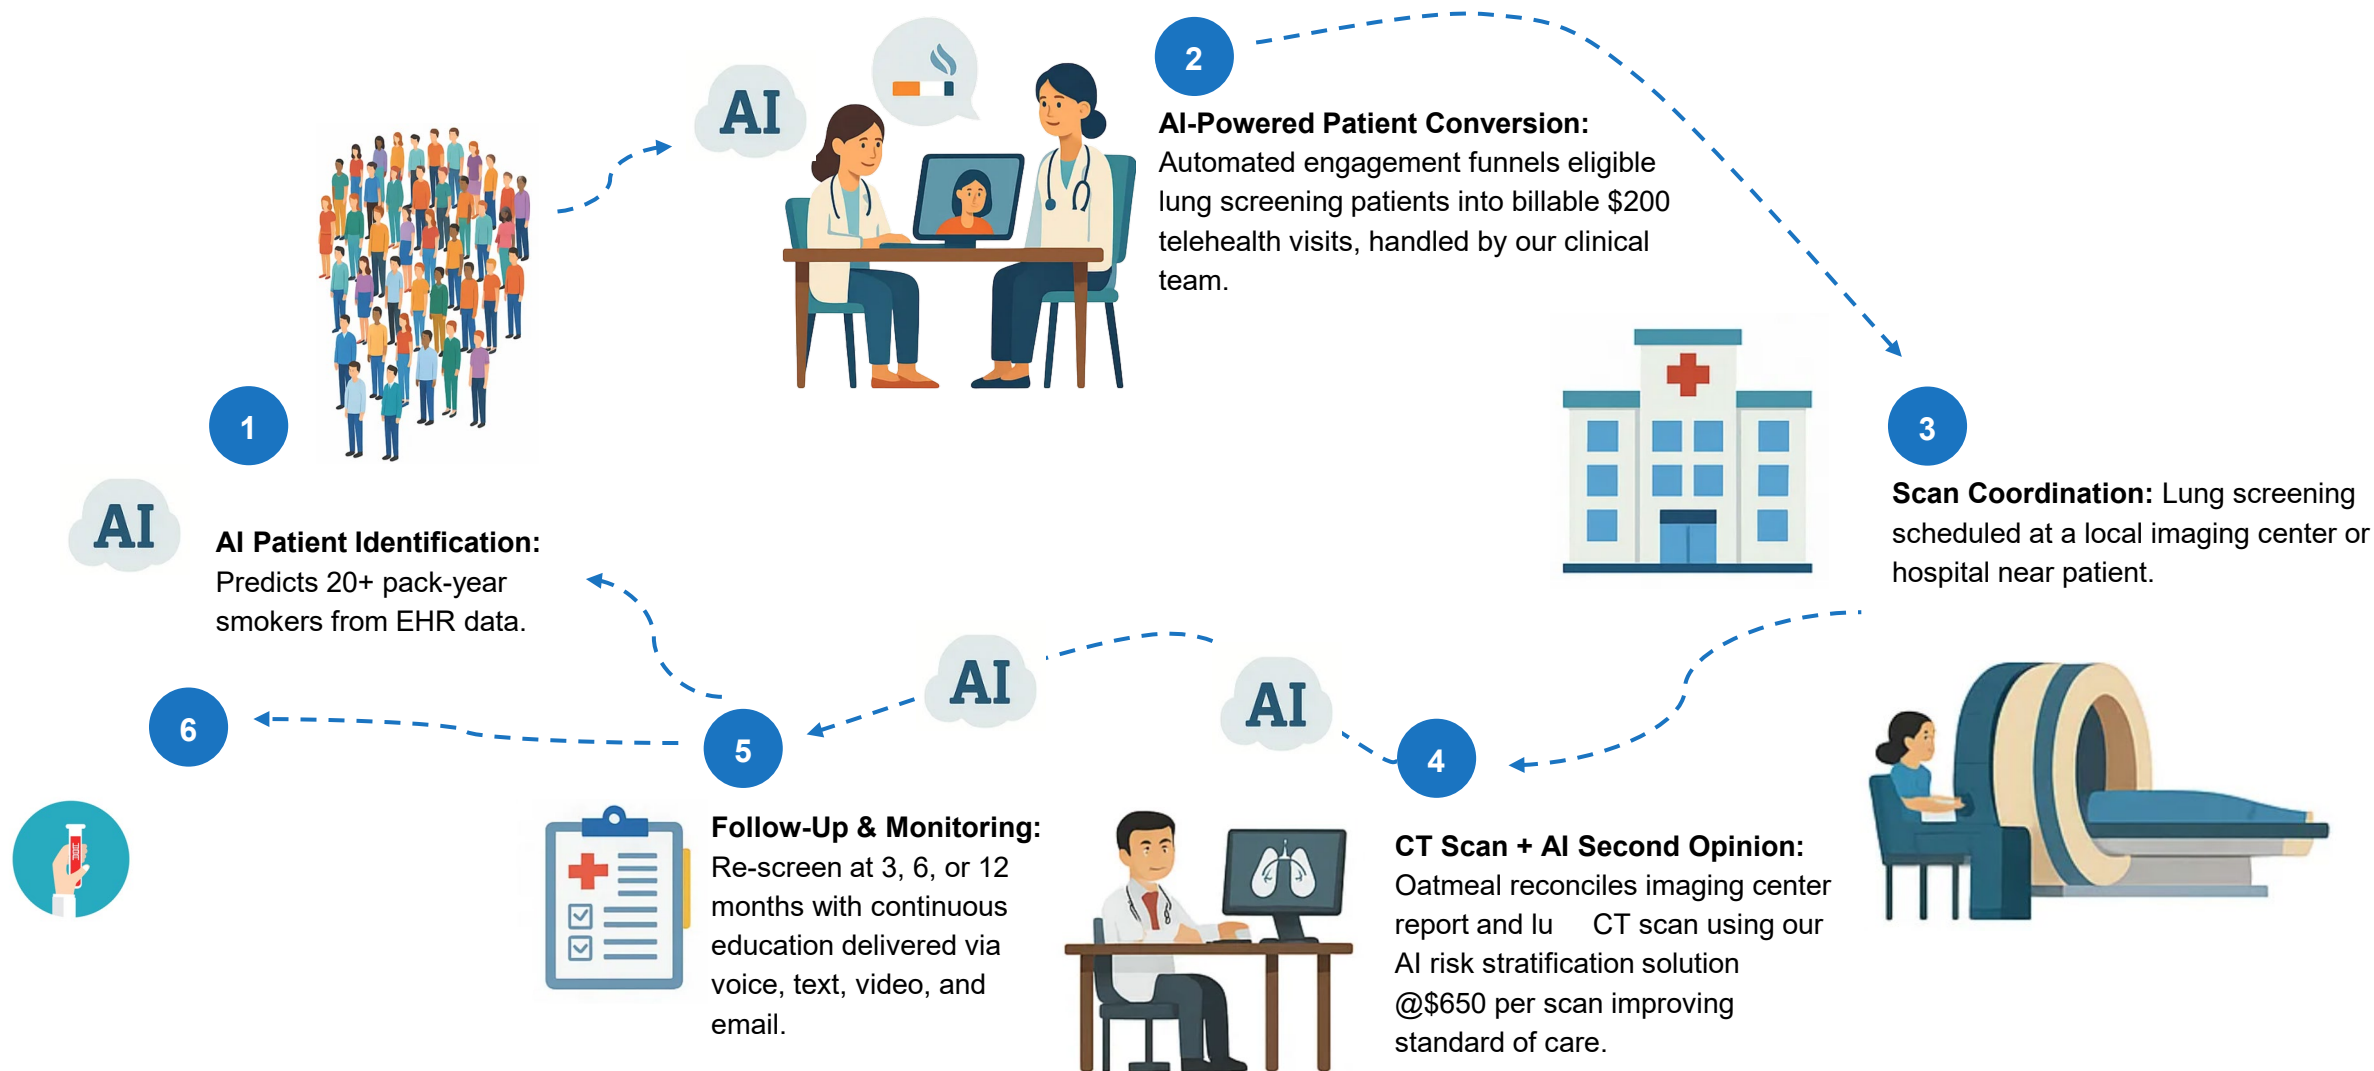 1
AI
AI Patient Identification:
Predicts 20+ pack-year
smokers from EHR data.
AI
2
AI-Powered Patient Conversion:
Automated engagement funnels eligible
lung screening patients into billable $200
telehealth visits, handled by our clinical
team.
3
Scan Coordination: Lung screening
scheduled at a local imaging center or
hospital near patient.
4
AI
CT Scan + AI Second Opinion:
Oatmeal reconciles imaging center
report and lu CT scan using our
AI risk stratification solution
@$650 per scan improving
standard of care.
AI
5
Follow-Up & Monitoring:
Re-screen at 3, 6, or 12
months with continuous
education delivered via
voice, text, video, and
email.
6